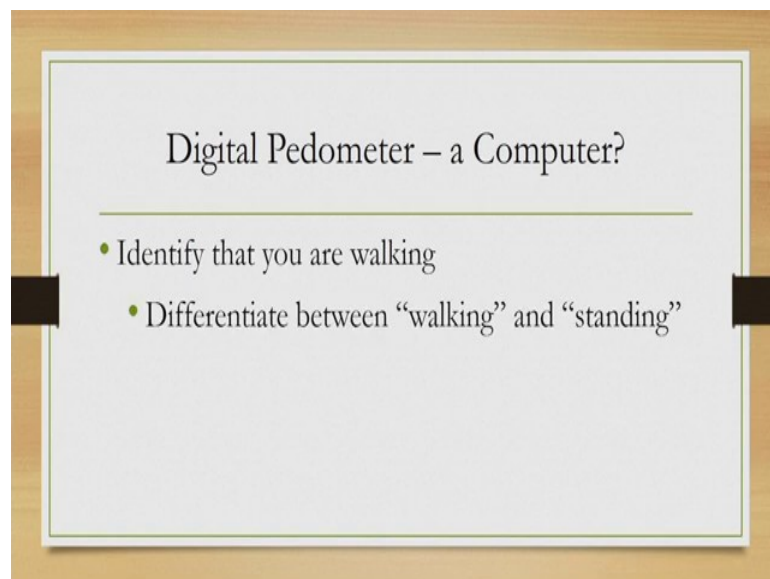 Digital Pedometer – a Computer?
• Identify that you are walking
• Differentiate between “walking” and “standing”